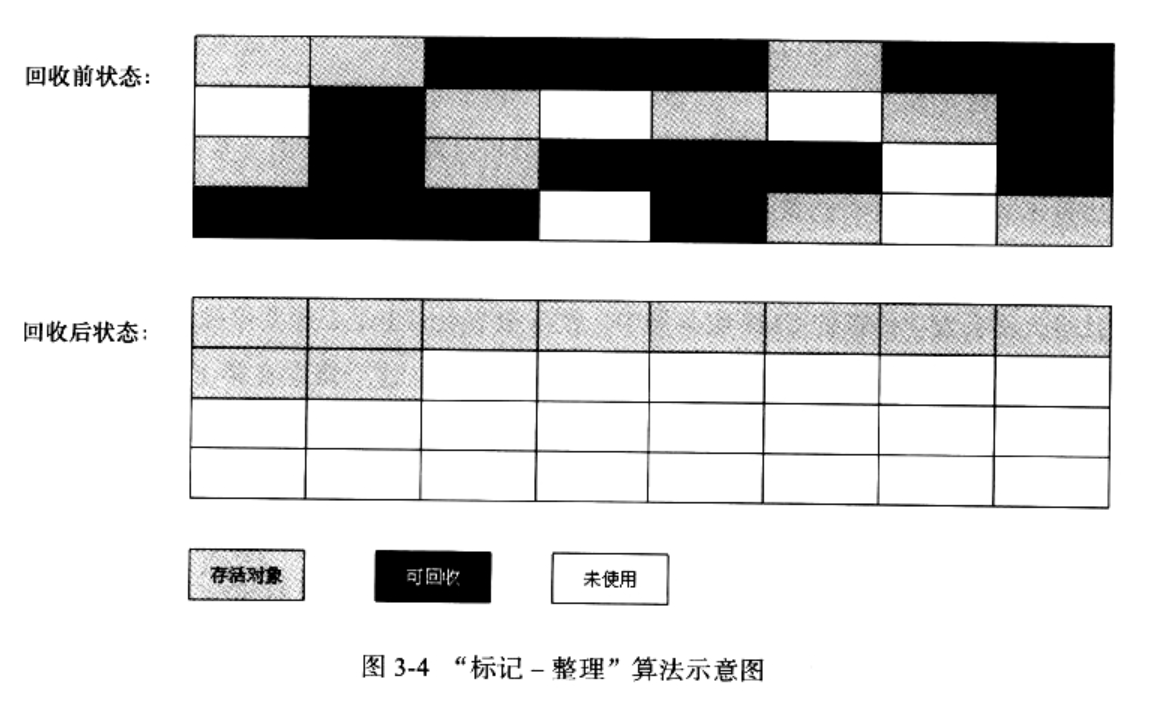 回收前状态:
回收后状态:
存活对象
可回收
未使用
图 3-4 “标记 – 整理”算法示意图